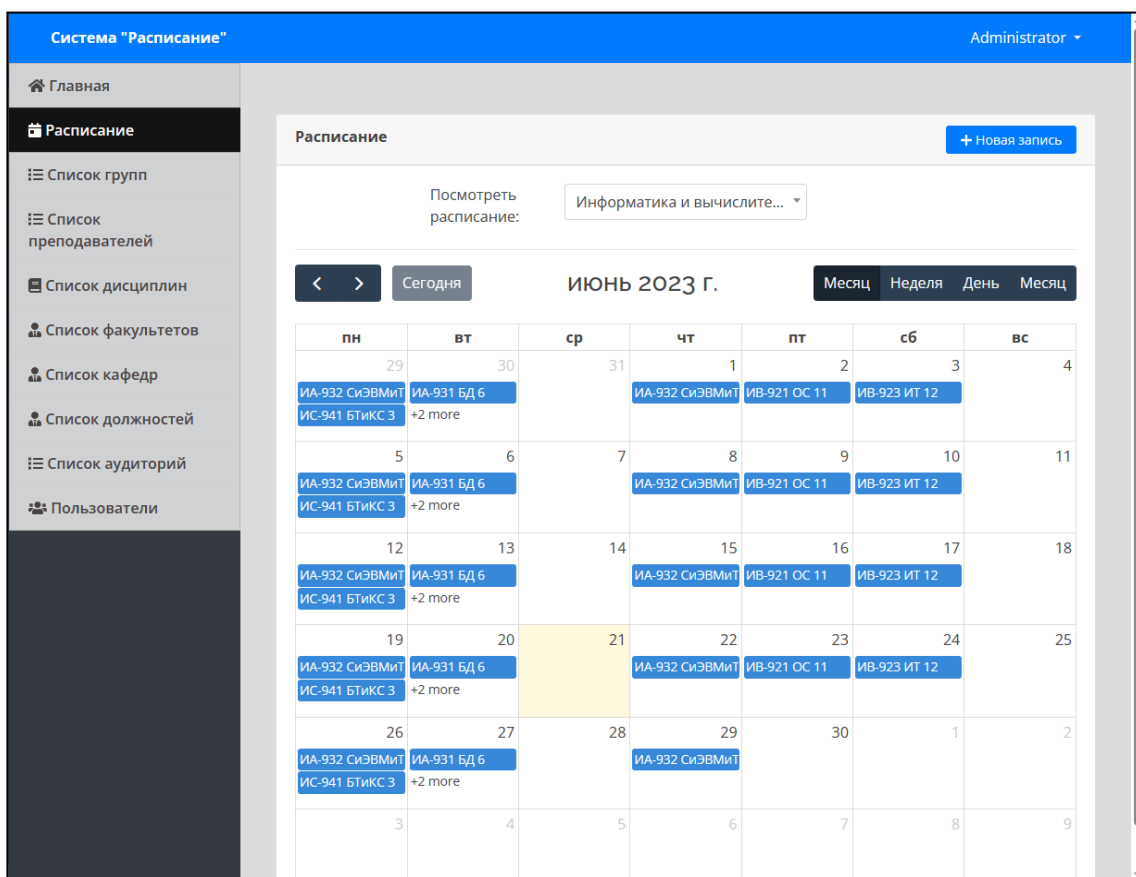 Система "Расписание"
Administrator
Главная
Расписание
Список групп
Список
преподавателей
Список дисциплин
Список факультетов
Список кафедр
Список должностей
Список аудиторий
Пользователи
Расписание
+ Новая запись
Посмотреть
расписание:
Информатика и вычислите...
Сегодня
июнь 2023 г.
Месяц Неделя День Месяц
пн вт ср чт пт сб вс
29 30 31 1 2 3 4
ИА-932 СиЭВМиТ ИА-931 БД 6 ИА-932 СиЭВМиТ ИВ-921 ОС 11 ИВ-923 ИТ 12
ИС-941 БТиКС 3 +2 more
5 6 7 8 9 10 11
ИА-932 СиЭВМиТ ИА-931 БД 6 ИА-932 СиЭВМиТ ИВ-921 ОС 11 ИВ-923 ИТ 12
ИС-941 БТиКС 3 +2 more
12 13 14 15 16 17 18
ИА-932 СиЭВМиТ ИА-931 БД 6 ИА-932 СиЭВМиТ ИВ-921 ОС 11 ИВ-923 ИТ 12
ИС-941 БТиКС 3 +2 more
19 20 21 22 23 24 25
ИА-932 СиЭВМиТ ИА-931 БД 6 ИА-932 СиЭВМиТ ИВ-921 ОС 11 ИВ-923 ИТ 12
ИС-941 БТиКС 3 +2 more
26 27 28 29 30 1 2
ИА-932 СиЭВМиТ ИА-931 БД 6 ИА-932 СиЭВМиТ
ИС-941 БТиКС 3 +2 more
3 4 5 6 7 8 9